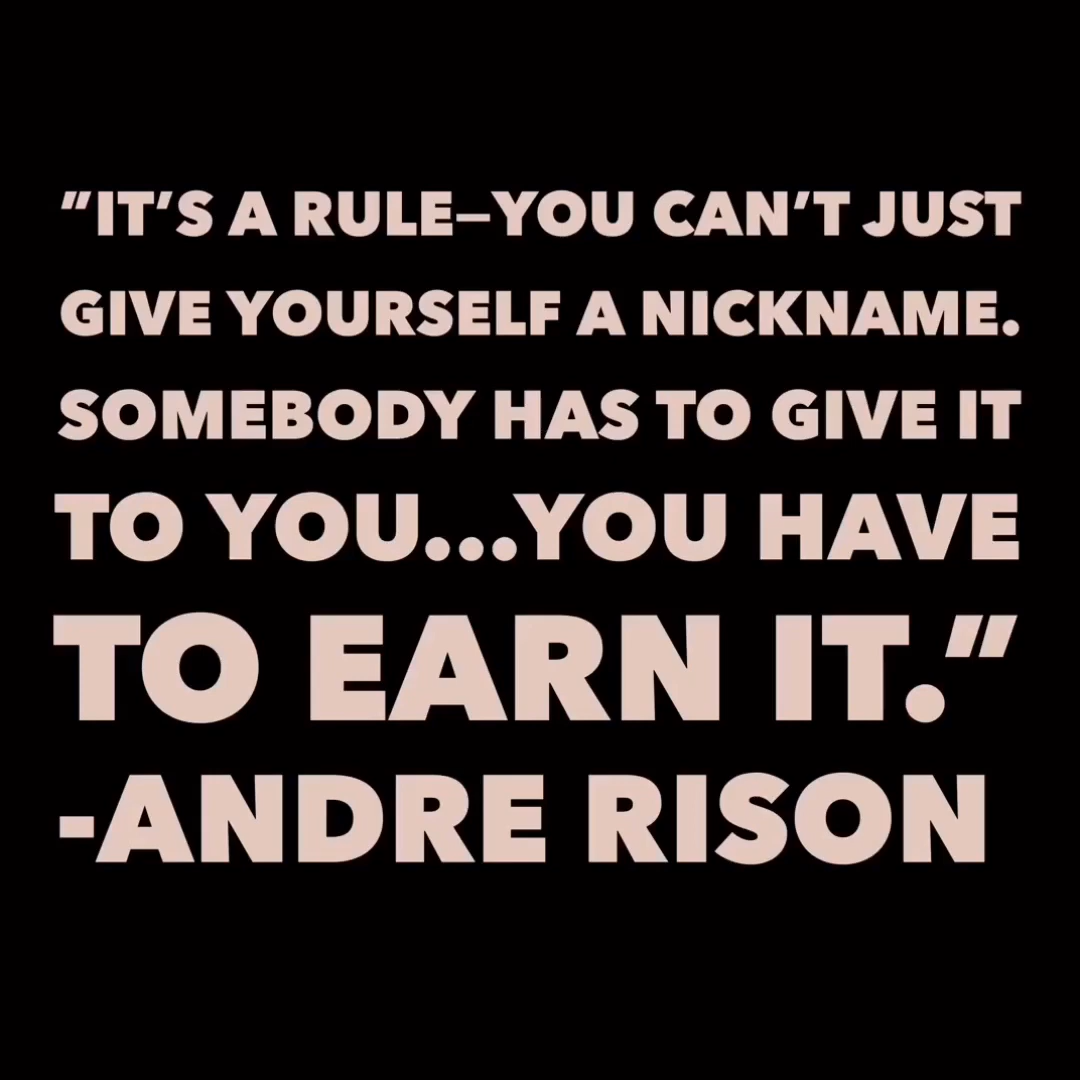 "IT'S A RULE–YOU CAN'T JUST
GIVE YOURSELF A NICKNAME.
SOMEBODY HAS TO GIVE IT
TO YOU...YOU HAVE
TO EARN IT."
-ANDRE RISON